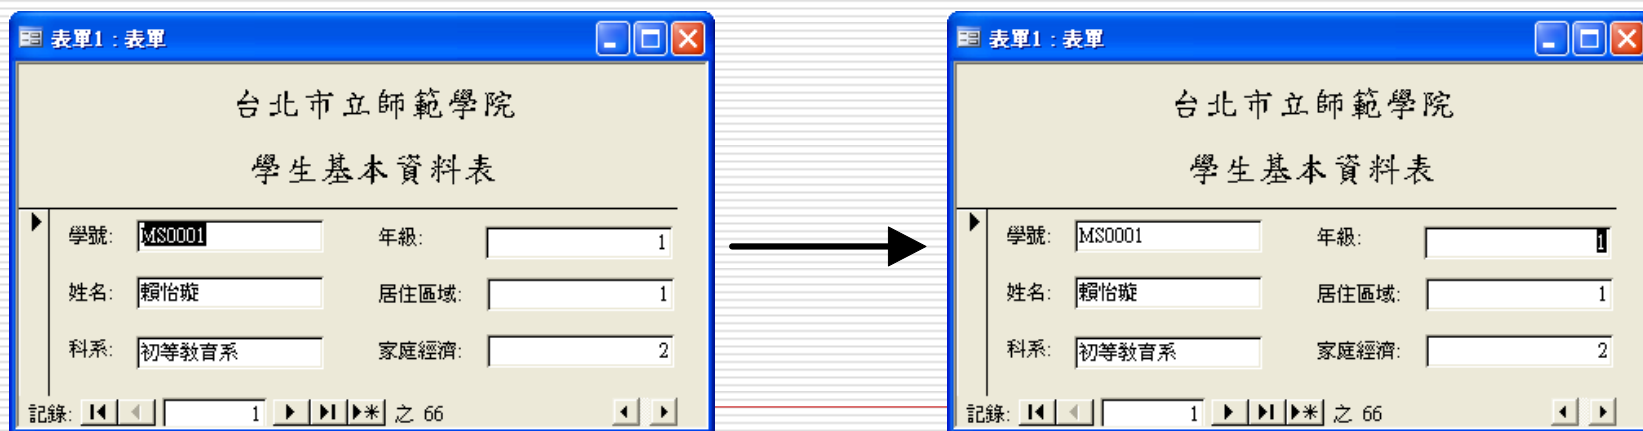 表單1 : 表單
台北市立師範學院
學生基本資料表
學號: MS0001 年級: 1
姓名: 賴怡璇 居住區域: 1
科系: 初等教育系 家庭經濟: 2
記錄: 1 之 66
表單1 : 表單
台北市立師範學院
學生基本資料表
學號: MS0001 年級: 1
姓名: 賴怡璇 居住區域: 1
科系: 初等教育系 家庭經濟: 2
記錄: 1 之 66